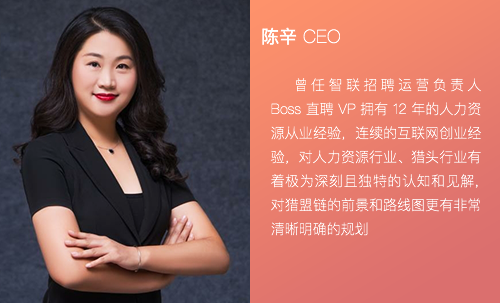 陈辛 CEO
曾任智联招聘运营负责人
Boss 直聘 VP 拥有 12 年的人力资
源从业经验，连续的互联网创业经
验，对人力资源行业、猎头行业有
着极为深刻且独特的认知和见解，
对猎盟链的前景和路线图更有非常
清晰明确的规划